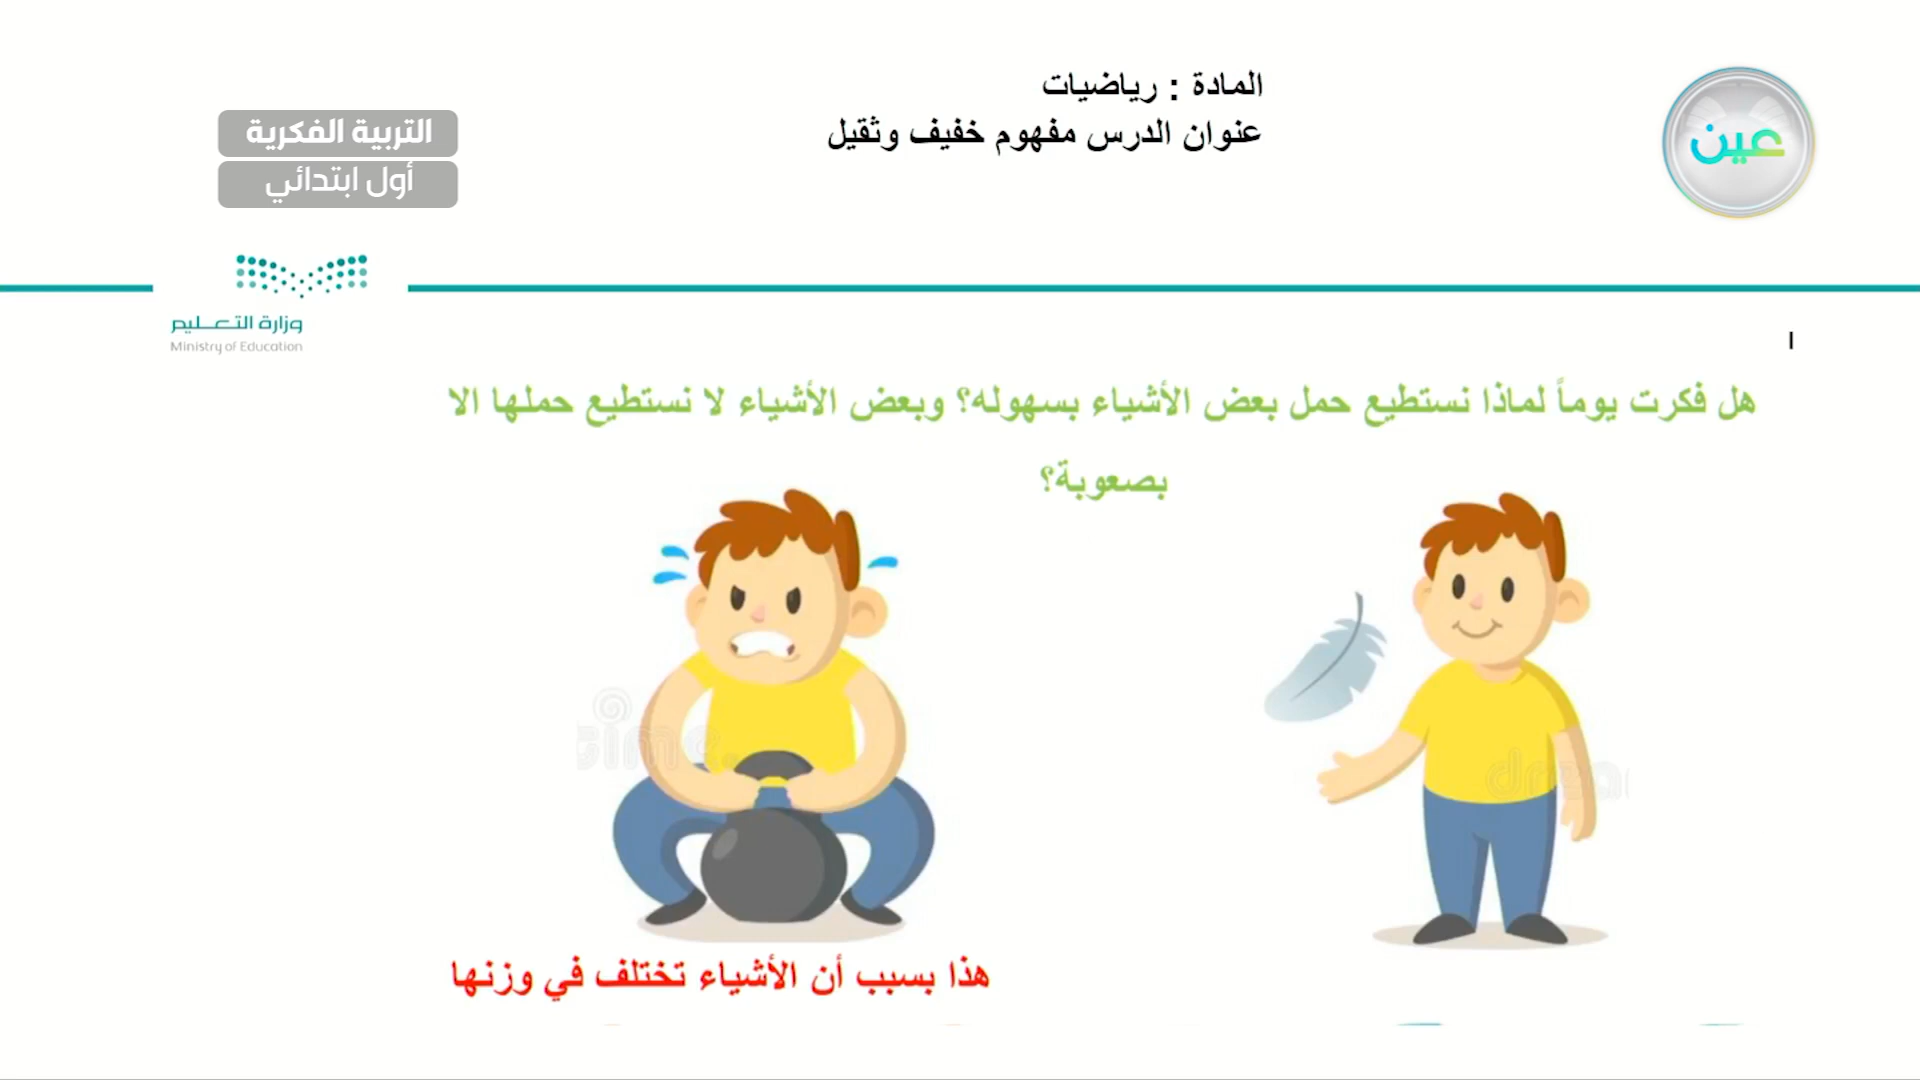 المادة : رياضيات
عنوان الدرس مفهوم خفيف وثقيل
عين
التربية الفكرية
أول ابتدائي
وزارة التعليم
Ministry of Education
هل فكرت يوماً لماذا نستطيع حمل بعض الأشياء بسهوله؟ وبعض الأشياء لا نستطيع حملها الا
بصعوبة؟
هذا بسبب أن الأشياء تختلف في وزنها